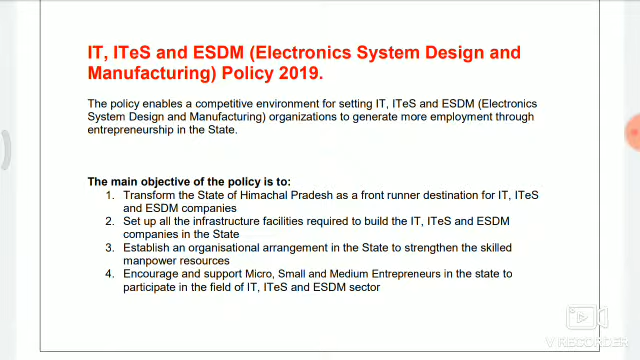 IT, ITeS and ESDM (Electronics System Design and
Manufacturing) Policy 2019.
The policy enables a competitive environment for setting IT, ITeS and ESDM (Electronics
System Design and Manufacturing) organizations to generate more employment through
entrepreneurship in the State.
The main objective of the policy is to:
1. Transform the State of Himachal Pradesh as a front runner destination for IT, ITeS
and ESDM companies
2. Set up all the infrastructure facilities required to build the IT, ITeS and ESDM
companies in the State
3. Establish an organisational arrangement in the State to strengthen the skilled
manpower resources
4. Encourage and support Micro, Small and Medium Entrepreneurs in the state to
participate in the field of IT, ITeS and ESDM sector
V RECORDER